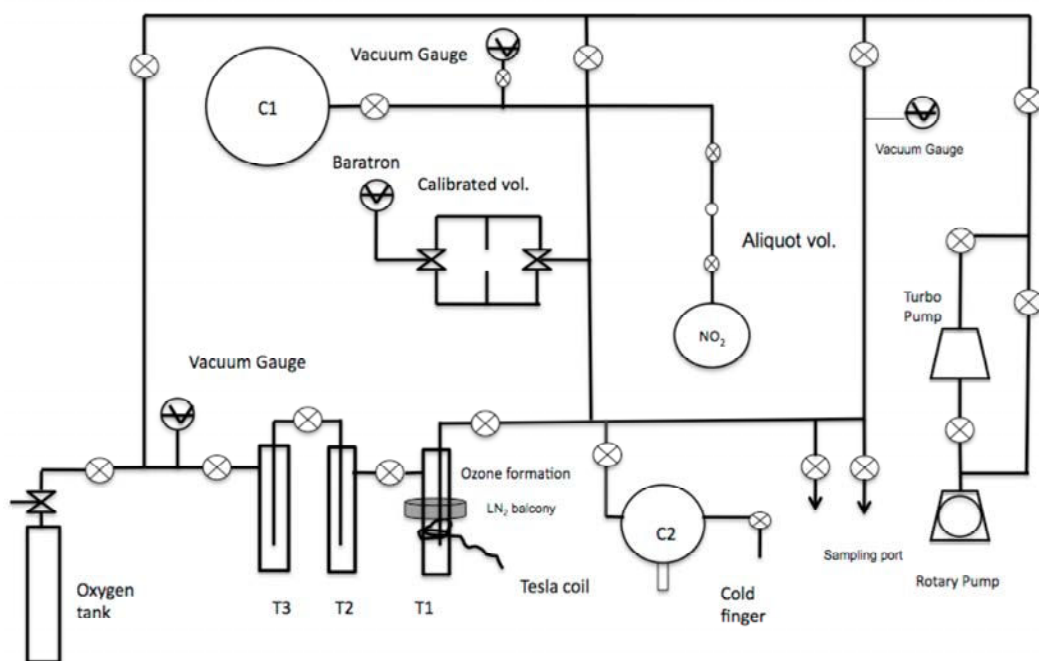 Vacuum Gauge
C1
Vacuum Gauge
Baratron
Calibrated vol.
Aliquot vol.
Turbo
Pump
NO₂
Vacuum Gauge
Ozone formation
LN₂ balcony
C2
Tesla coil
Sampling port
Rotary Pump
Oxygen
tank
T3
T2
T1
Cold
finger